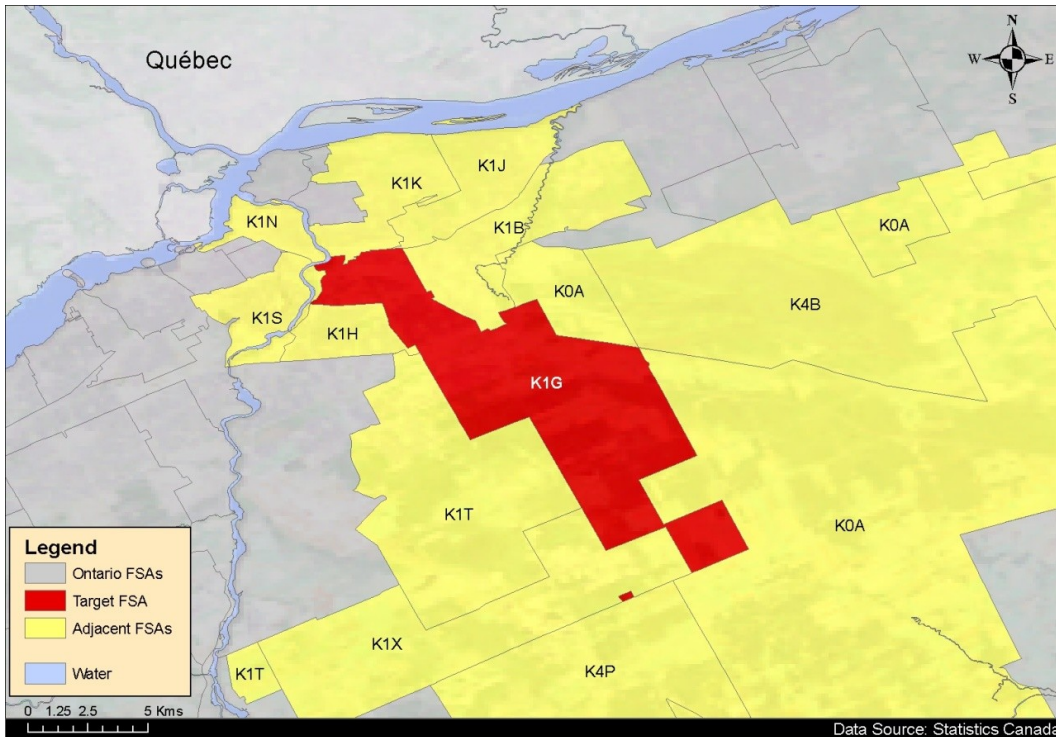 Québec
N
W E
S
K1J
K1K
K1N
K1B
K0A
K0A
K4B
K1S
K1H
K1G
K1T
K0A
K1X
K4P
K1T
Legend
Ontario FSAs
Target FSA
Adjacent FSAs
Water
0 1.25 2.5 5 Kms
Data Source: Statistics Canada